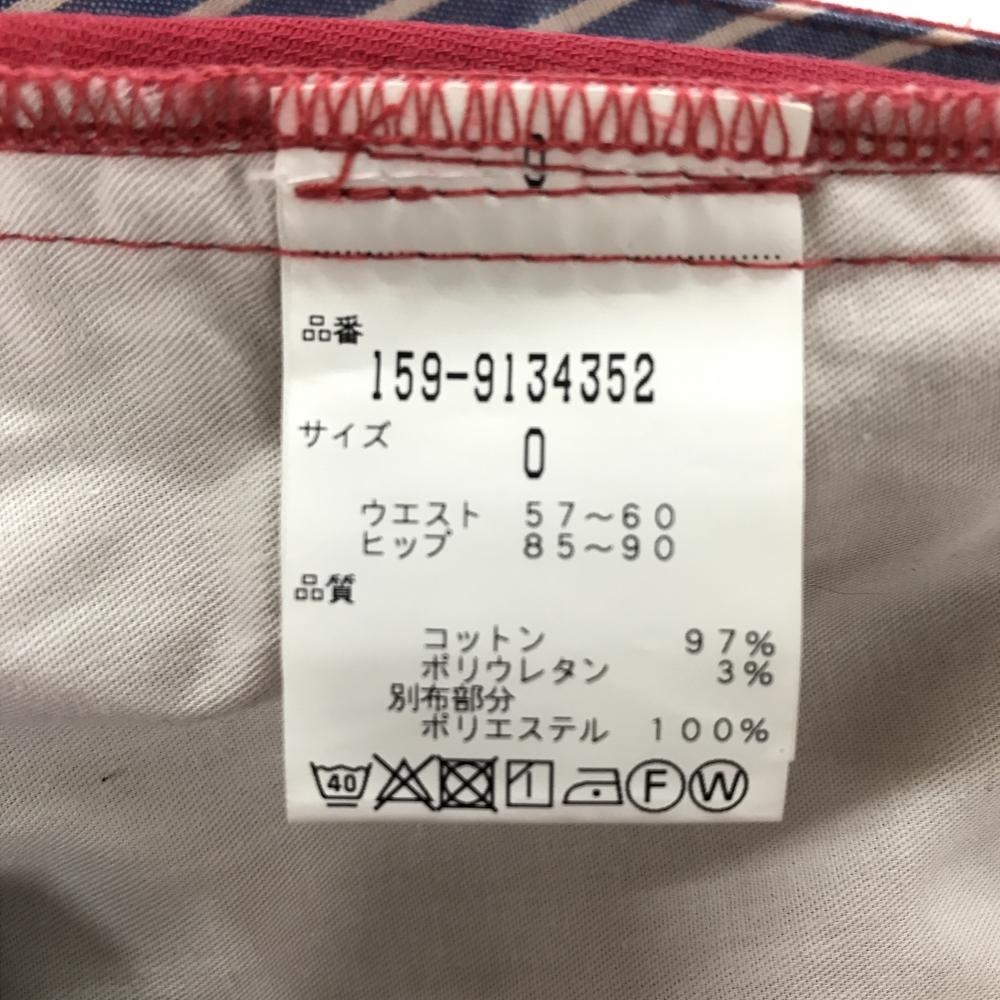 品番
159-9134352
サイズ 0
ウエスト 57～60
ヒップ 85～90
品質
コットン 97%
ポリウレタン 3%
別布部分
ポリエステル 100%
40 F W